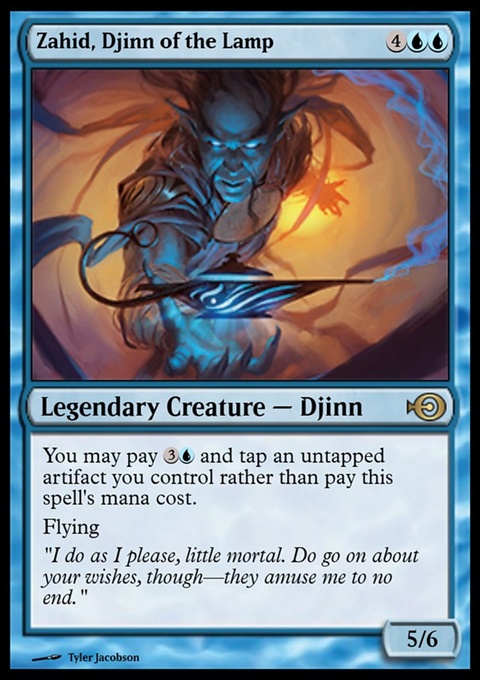 Zahid, Djinn of the Lamp 4
Legendary Creature — Djinn
You may pay 3 and tap an untapped
artifact you control rather than pay this
spell's mana cost.
Flying
"I do as I please, little mortal. Do go on about
your wishes, though—they amuse me to no
end."
5/6
Tyler Jacobson